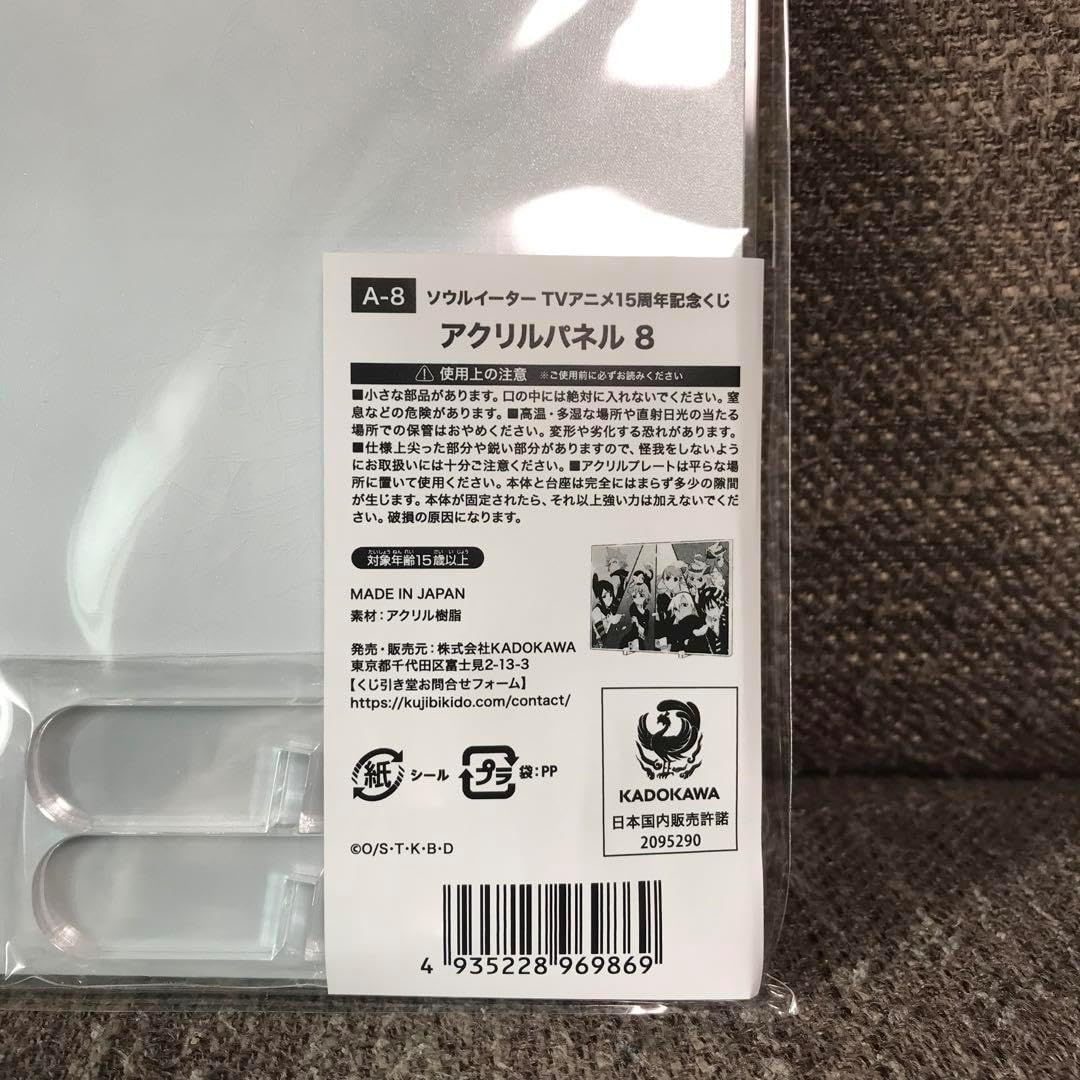 A-8 ソウルイーター TVアニメ15周年記念くじ
アクリルパネル 8
使用上の注意 ※ご使用前に必ずお読みください
■小さな部品があります。口の中には絶対に入れないでください。窒
息などの危険があります。■高温・多湿な場所や直射日光の当たる
場所での保管はおやめください。変形や劣化する恐れがあります。
■仕様上尖った部分や鋭い部分がありますので、怪我をしないよう
にお取扱いには十分ご注意ください。■アクリルプレートは平らな場
所に置いて使用ください。本体と台座は完全にはまらず多少の隙間
が生じます。本体が固定されたら、それ以上強い力は加えないでくだ
さい。破損の原因になります。
たいしょうねんれい さいいじょう
対象年齢15歳以上
MADE IN JAPAN
素材:アクリル樹脂
発売・販売元:株式会社KADOKAWA
東京都千代田区富士見2-13-3
【くじ引き堂お問合せフォーム】
https://kujibikido.com/contact/
紙 シール プラ 袋:PP
KADOKAWA
日本国内販売許諾
2095290
©O/S・T・K・B・D
4 935228 969869